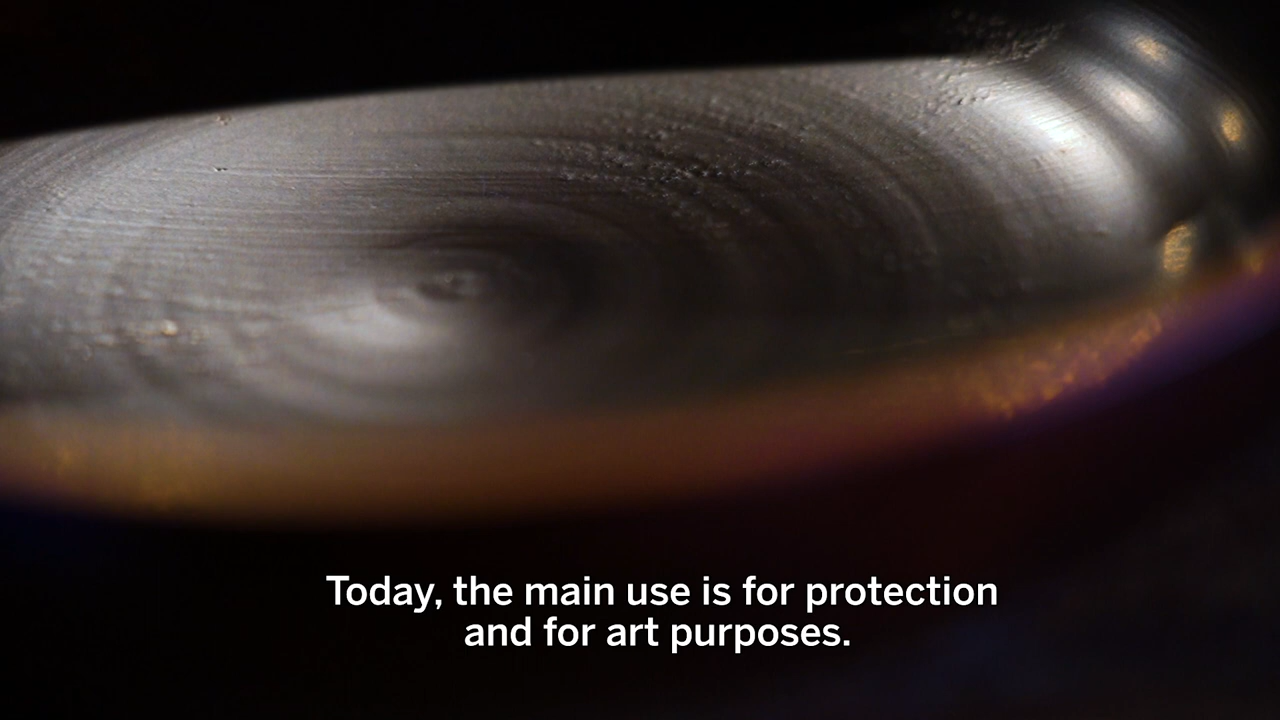 Today, the main use is for protection
and for art purposes.